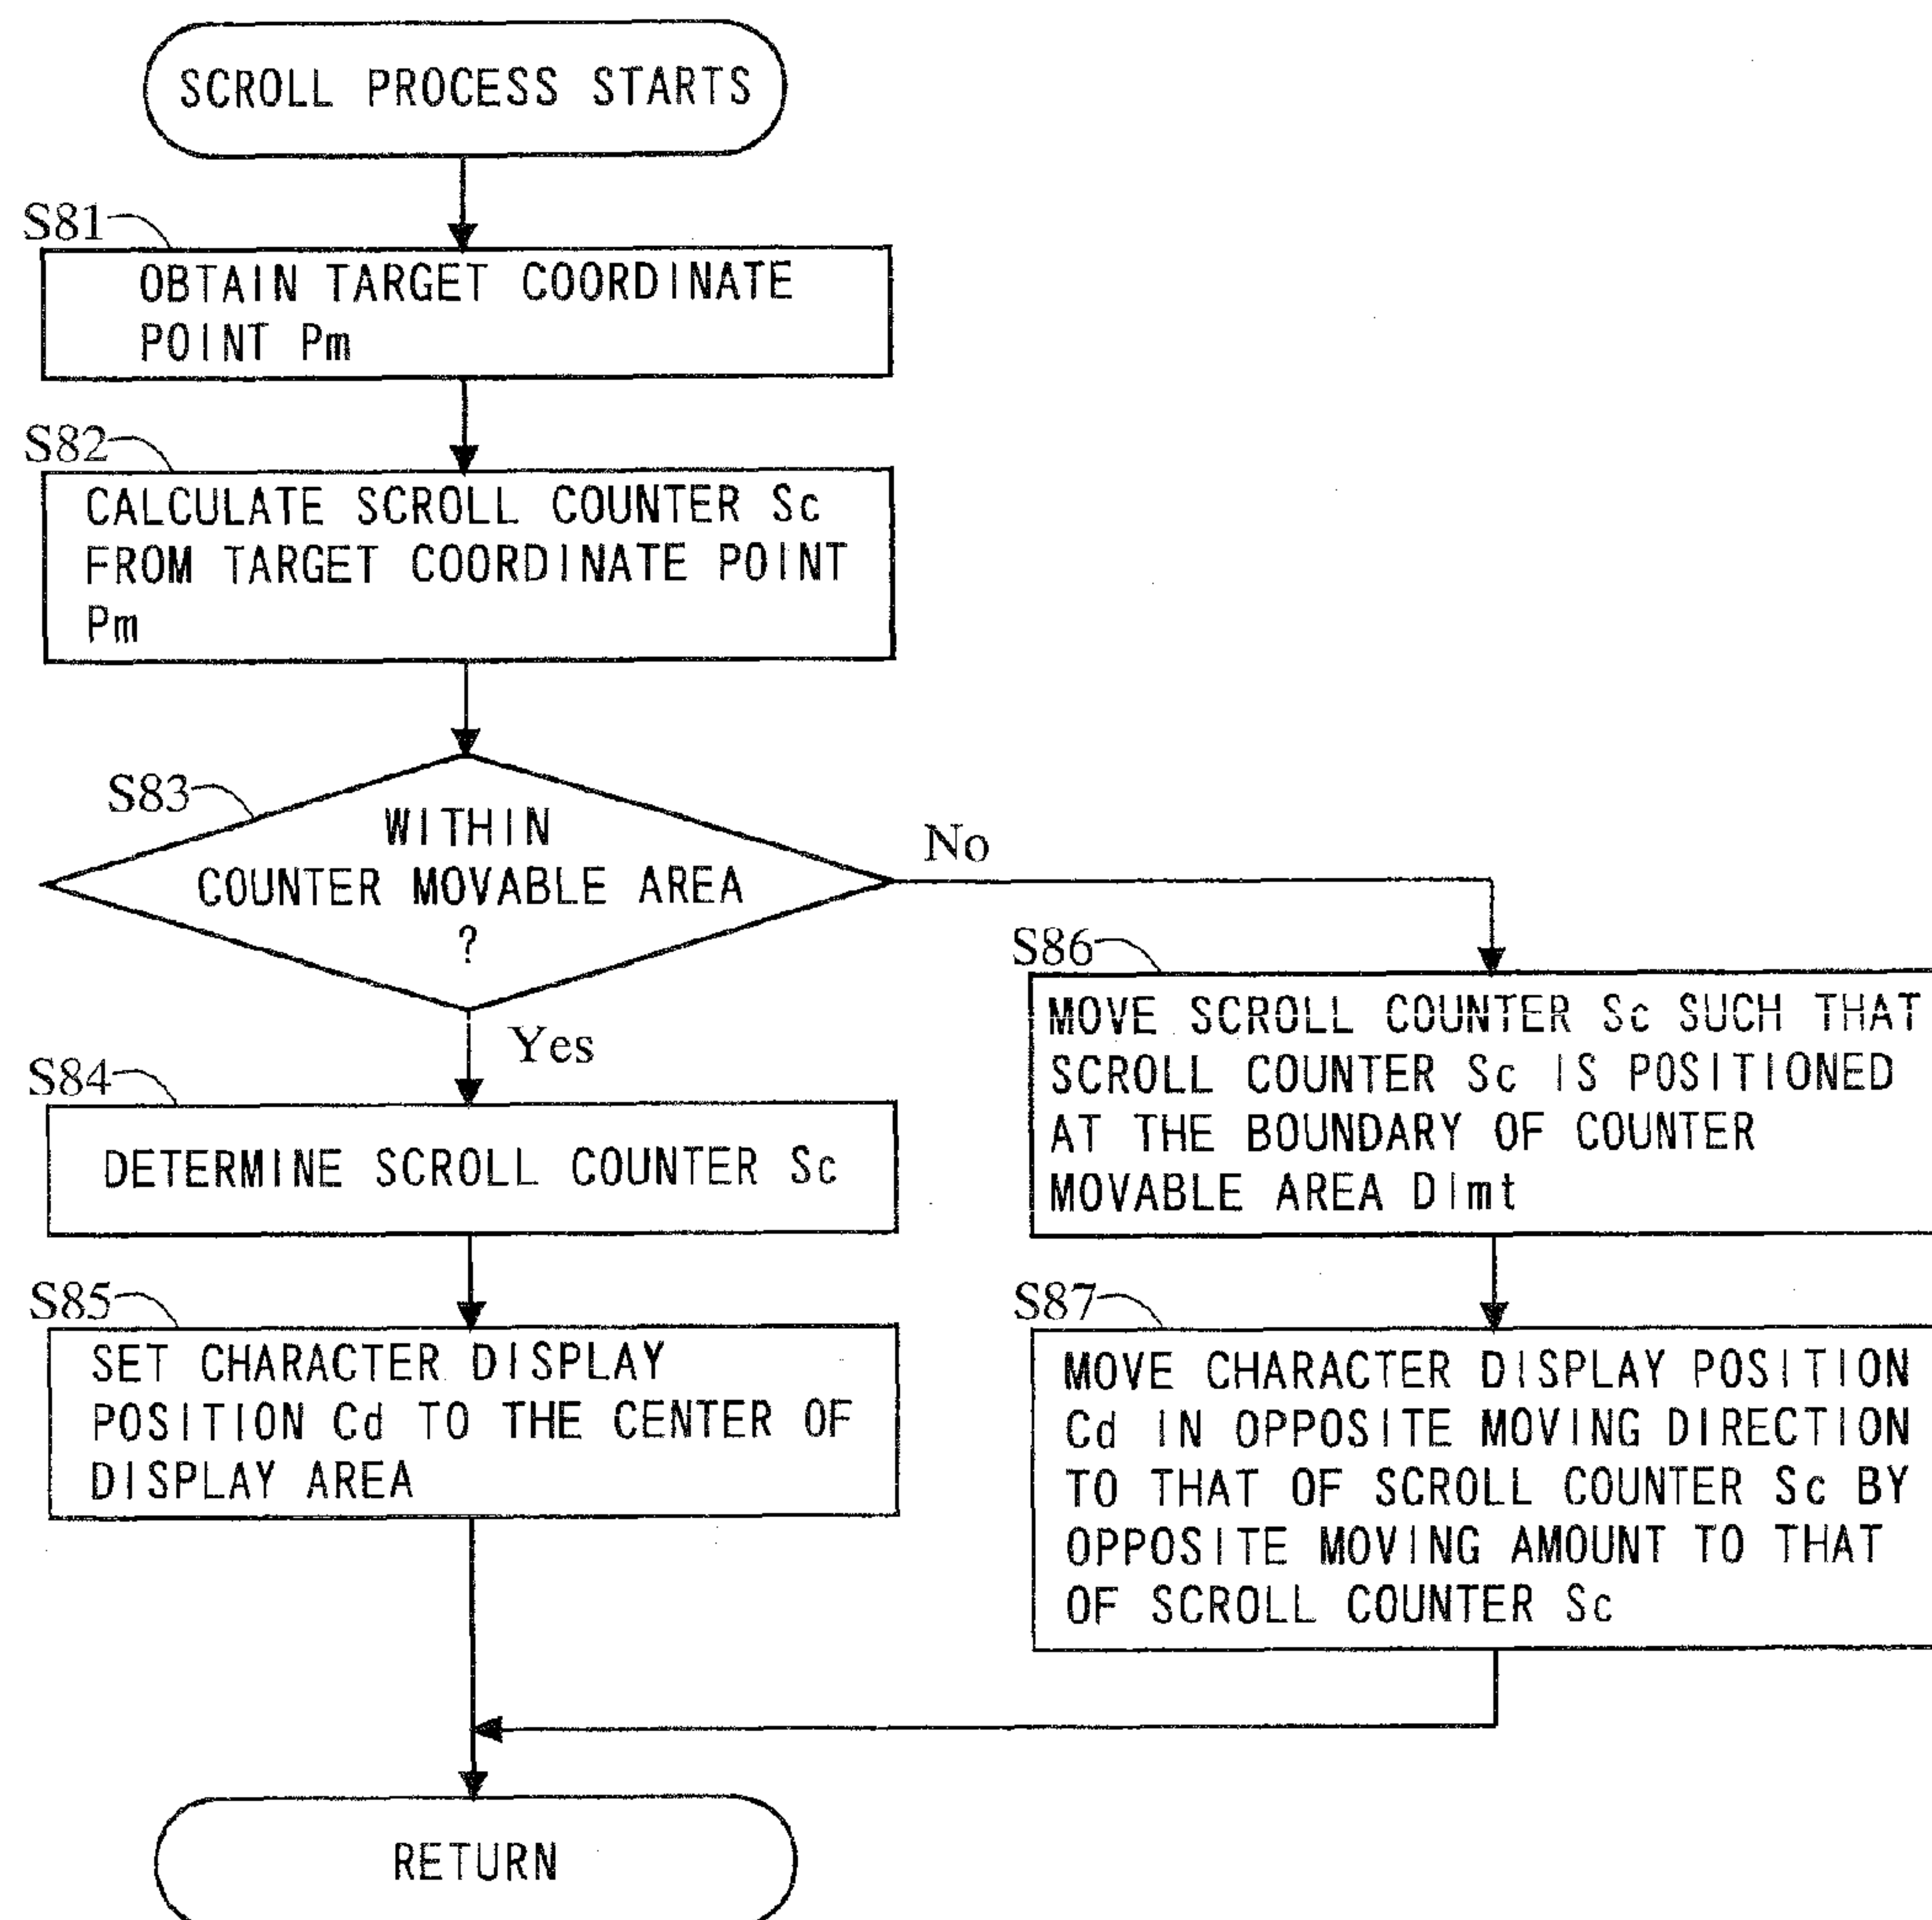 SCROLL PROCESS STARTS
S81
OBTAIN TARGET COORDINATE
POINT Pm
S82
CALCULATE SCROLL COUNTER Sc
FROM TARGET COORDINATE POINT
Pm
S83
WITHIN
COUNTER MOVABLE AREA
?
No
Yes
S84
DETERMINE SCROLL COUNTER Sc
S85
SET CHARACTER DISPLAY
POSITION Cd TO THE CENTER OF
DISPLAY AREA
S86
MOVE SCROLL COUNTER Sc SUCH THAT
SCROLL COUNTER Sc IS POSITIONED
AT THE BOUNDARY OF COUNTER
MOVABLE AREA Dlmt
S87
MOVE CHARACTER DISPLAY POSITION
Cd IN OPPOSITE MOVING DIRECTION
TO THAT OF SCROLL COUNTER Sc BY
OPPOSITE MOVING AMOUNT TO THAT
OF SCROLL COUNTER Sc
RETURN